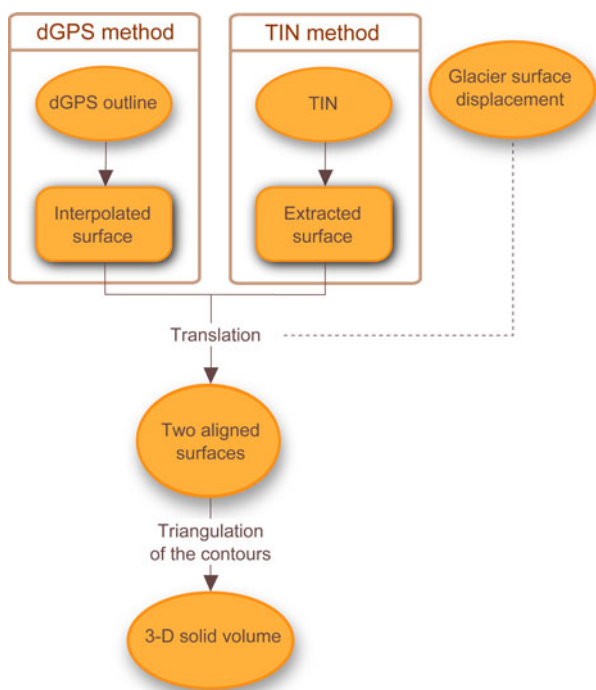 dGPS method
dGPS outline
Interpolated
surface
TIN method
TIN
Extracted
surface
Glacier surface
displacement
Translation
Two aligned
surfaces
Triangulation
of the contours
3-D solid volume